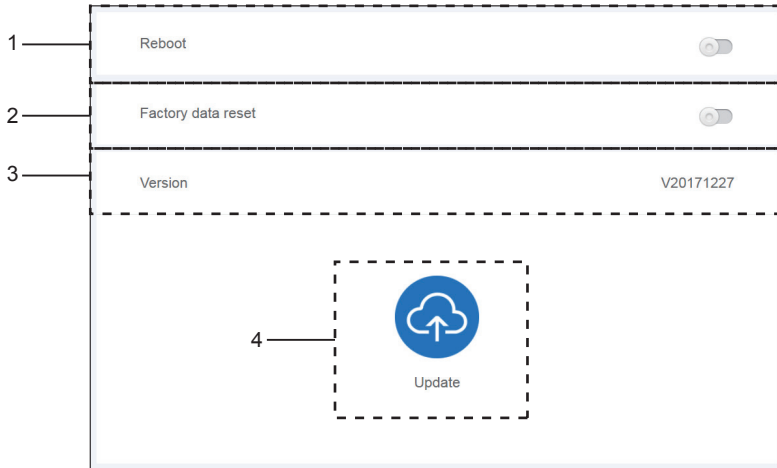 1
Reboot
2
Factory data reset
3
Version V20171227
4
Update